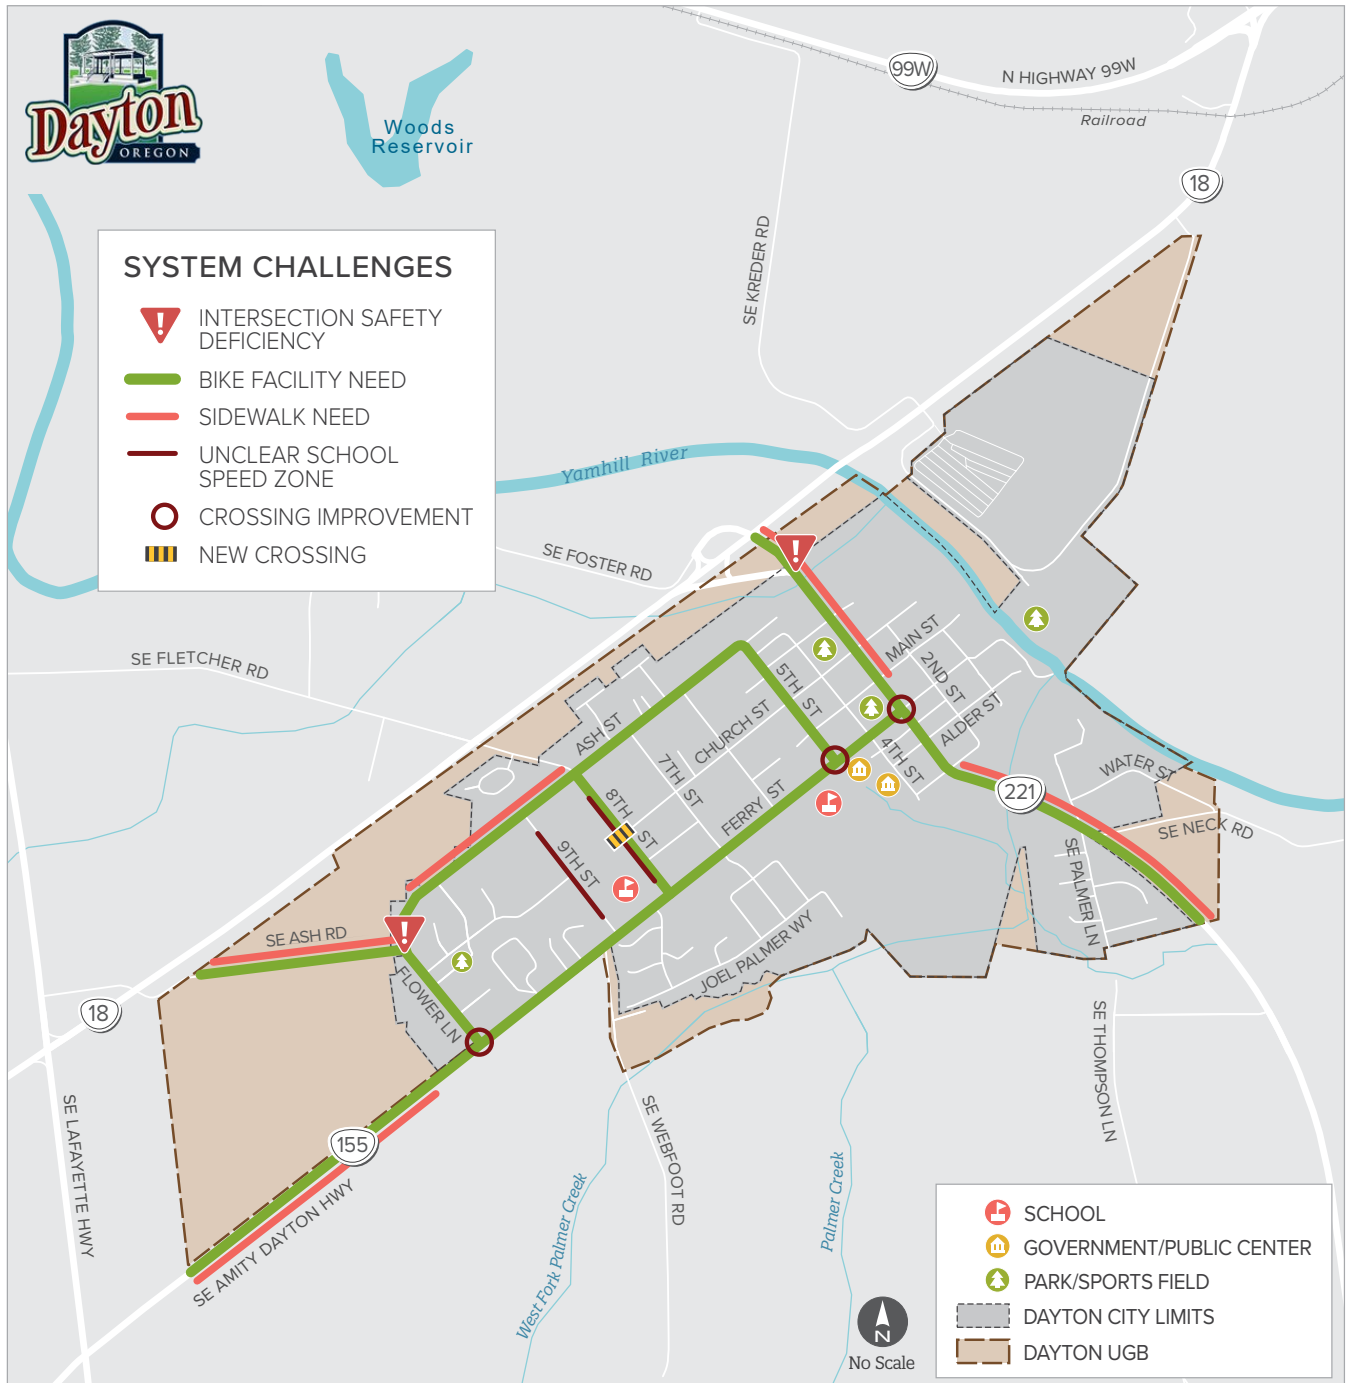 Dayton
OREGON
Woods
Reservoir
99W
N HIGHWAY 99W
Railroad
18
SE KREDER RD
SYSTEM CHALLENGES
INTERSECTION SAFETY
DEFICIENCY
BIKE FACILITY NEED
SIDEWALK NEED
UNCLEAR SCHOOL
SPEED ZONE
CROSSING IMPROVEMENT
NEW CROSSING
Yamhill River
SE FOSTER RD
SE FLETCHER RD
MAIN ST
2ND ST
5TH ST
ALDER ST
CHURCH ST
ASH ST
4TH ST
7TH ST
WATER ST
221
FERRY ST
8TH ST
SE NECK RD
9TH ST
SE PALMER LN
SE ASH RD
JOEL PALMER WY
FLOWER LN
18
SE THOMPSON LN
SE LAFAYETTE HWY
155
SE WEBFOOT RD
SE AMITY DAYTON HWY
West Fork Palmer Creek
Palmer Creek
SCHOOL
GOVERNMENT/PUBLIC CENTER
PARK/SPORTS FIELD
DAYTON CITY LIMITS
DAYTON UGB
N
No Scale